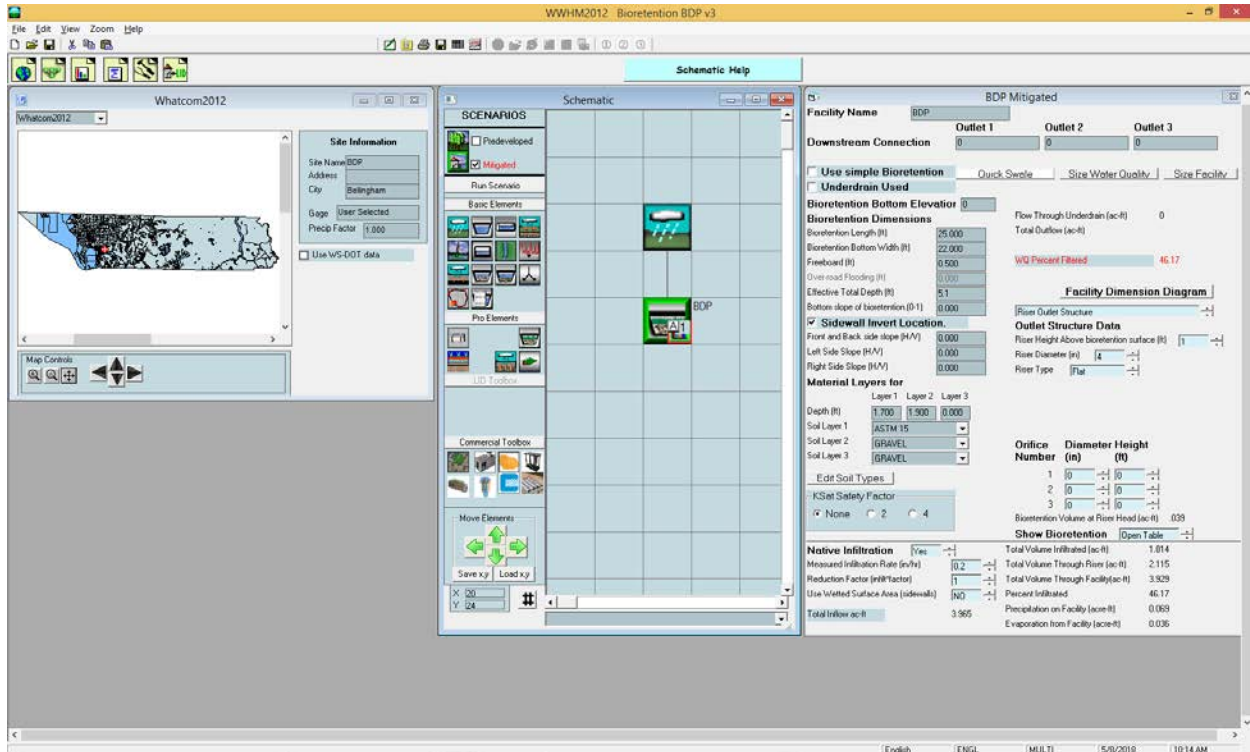 WWHM2012 Bioretention BDP v3
File Edit View Zoom Help
Schematic Help
Whatcom2012
Whatcom2012
Site Information
Site Name BDP
Address
City Bellingham
Gage User Selected
Precip Factor 1.000
Use WS-DOT data
Map Controls
Schematic
SCENARIOS
Predeveloped
Mitigated
Run Scenario
Basic Elements
Pro Elements
LID Toolbox
Commercial Toolbox
Move Elements
Save x,y Load x,y
X 20
Y 24
BDP
A 1
BDP Mitigated
Facility Name BDP
Outlet 1 Outlet 2 Outlet 3
Downstream Connection 0 0 0
Use simple Bioretention Quick Swale Size Water Quality Size Facility
Underdrain Used
Bioretention Bottom Elevation 0
Bioretention Dimensions
Bioretention Length (ft) 25.000
Bioretention Bottom Width (ft) 22.000
Freeboard (ft) 0.500
Over-road Flooding (ft) 0.000
Effective Total Depth (ft) 5.1
Bottom slope of bioretention.(0-1) 0.000
Sidewall Invert Location.
Front and Back side slope (H/V) 0.000
Left Side Slope (H/V) 0.000
Right Side Slope (H/V) 0.000
Material Layers for
Layer 1 Layer 2 Layer 3
Depth (ft) 1.700 1.900 0.000
Soil Layer 1 ASTM 15
Soil Layer 2 GRAVEL
Soil Layer 3 GRAVEL
Edit Soil Types
KSat Safety Factor
None 2 4
Flow Through Underdrain (ac-ft) 0
Total Outflow (ac-ft)
WQ Percent Filtered 46.17
Facility Dimension Diagram
Riser Outlet Structure
Outlet Structure Data
Riser Height Above bioretention surface (ft) 1
Riser Diameter (in) 4
Riser Type Flat
Orifice Diameter Height
Number (in) (ft)
1 0 0
2 0 0
3 0 0
Bioretention Volume at Riser Head (ac-ft) .039
Show Bioretention Open Table
Native Infiltration Yes
Measured Infiltration Rate (in/hr) 0.2
Reduction Factor (infilt*factor) 1
Use Wetted Surface Area (sidewalls) NO
Total Inflow ac-ft 3.965
Total Volume Infiltrated (ac-ft) 1.814
Total Volume Through Riser (ac-ft) 2.115
Total Volume Through Facility(ac-ft) 3.929
Percent Infiltrated 46.17
Precipitation on Facility (acre-ft) 0.069
Evaporation from Facility (acre-ft) 0.036
English ENGL MULTI 5/8/2018 10:14 AM